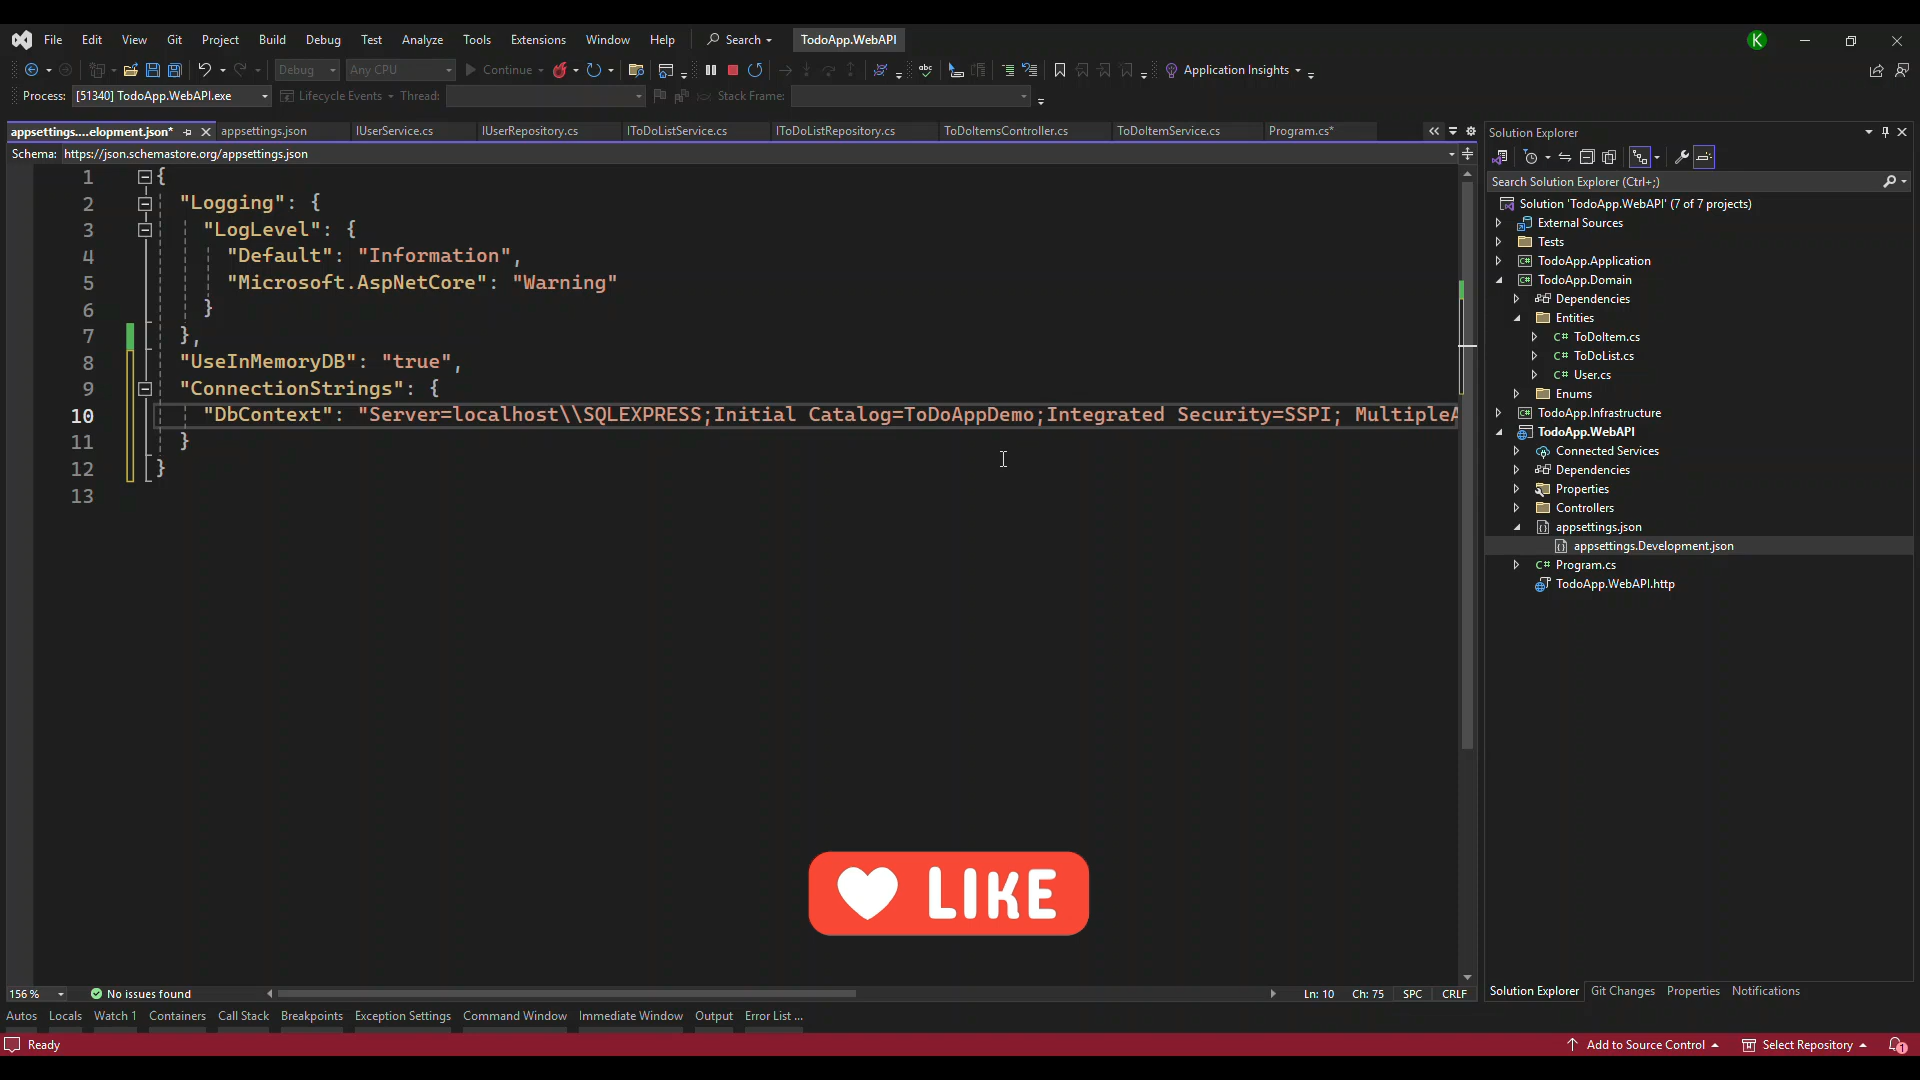 File Edit View Git Project Build Debug Test Analyze Tools Extensions Window Help Search TodoApp.WebAPI K
Debug Any CPU Continue Application Insights
Process: [51340] TodoApp.WebAPI.exe Lifecycle Events Thread: Stack Frame:
appsettings....elopment.json* appsettings.json IUserService.cs IUserRepository.cs IToDoListService.cs IToDoListRepository.cs ToDoItemsController.cs ToDoItemService.cs Program.cs*
Schema: https://json.schemastore.org/appsettings.json
1 {
2 "Logging": {
3 "LogLevel": {
4 "Default": "Information",
5 "Microsoft.AspNetCore": "Warning"
6 }
7 },
8 "UseInMemoryDB": "true",
9 "ConnectionStrings": {
10 "DbContext": "Server=localhost\\SQLEXPRESS;Initial Catalog=ToDoAppDemo;Integrated Security=SSPI; MultipleA
11 }
12 }
13
LIKE
156 % No issues found Ln: 10 Ch: 75 SPC CRLF
Solution Explorer
Search Solution Explorer (Ctrl+;)
Solution 'TodoApp.WebAPI' (7 of 7 projects)
External Sources
Tests
TodoApp.Application
TodoApp.Domain
Dependencies
Entities
C# ToDoItem.cs
C# ToDoList.cs
C# User.cs
Enums
TodoApp.Infrastructure
TodoApp.WebAPI
Connected Services
Dependencies
Properties
Controllers
appsettings.json
appsettings.Development.json
C# Program.cs
TodoApp.WebAPI.http
Solution Explorer Git Changes Properties Notifications
Autos Locals Watch 1 Containers Call Stack Breakpoints Exception Settings Command Window Immediate Window Output Error List ...
Ready Add to Source Control Select Repository 1